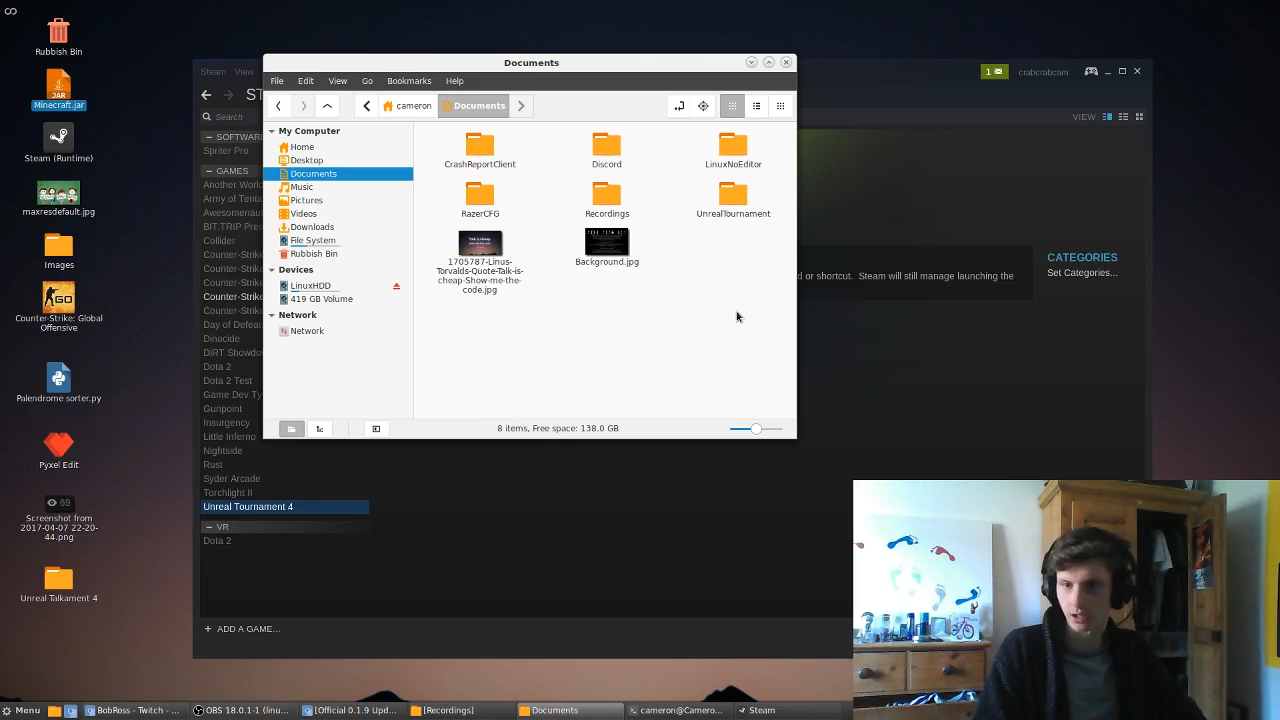 Rubbish Bin
Minecraft.jar
Steam (Runtime)
maxresdefault.jpg
Images
Counter-Strike: Global
Offensive
Palendrome sorter.py
Pyxel Edit
69
Screenshot from
2017-04-07 22-20-
44.png
Unreal Talkament 4
Steam View
1
crabcrabcam
ST
Search
VIEW
SOFTWAR
Spriter Pro
GAMES
Another World
Army of Tenta
Awesomenaut
BIT.TRIP Presen
Collider
Counter-Strike
Counter-Strike
Counter-Strike
Counter-Strike
Day of Defeat
Dinocide
DiRT Showdo
Dota 2
Dota 2 Test
Game Dev Ty
Gunpoint
Insurgency
Little Inferno
Nightside
Rust
Syder Arcade
Torchlight II
Unreal Tournament 4
VR
Dota 2
ADD A GAME...
d or shortcut. Steam will still manage launching the
CATEGORIES
Set Categories...
Documents
File Edit View Go Bookmarks Help
cameron Documents
My Computer
Home
Desktop
Documents
Music
Pictures
Videos
Downloads
File System
Rubbish Bin
Devices
LinuxHDD
419 GB Volume
Network
Network
CrashReportClient Discord LinuxNoEditor
RazerCFG Recordings UnrealTournament
1705787-Linus-
Torvalds-Quote-Talk-is-
cheap-Show-me-the-
code.jpg
Background.jpg
8 items, Free space: 138.0 GB
Menu BobRoss - Twitch - ... OBS 18.0.1-1 (linu... [Official 0.1.9 Upd... [Recordings] Documents cameron@Camero... Steam